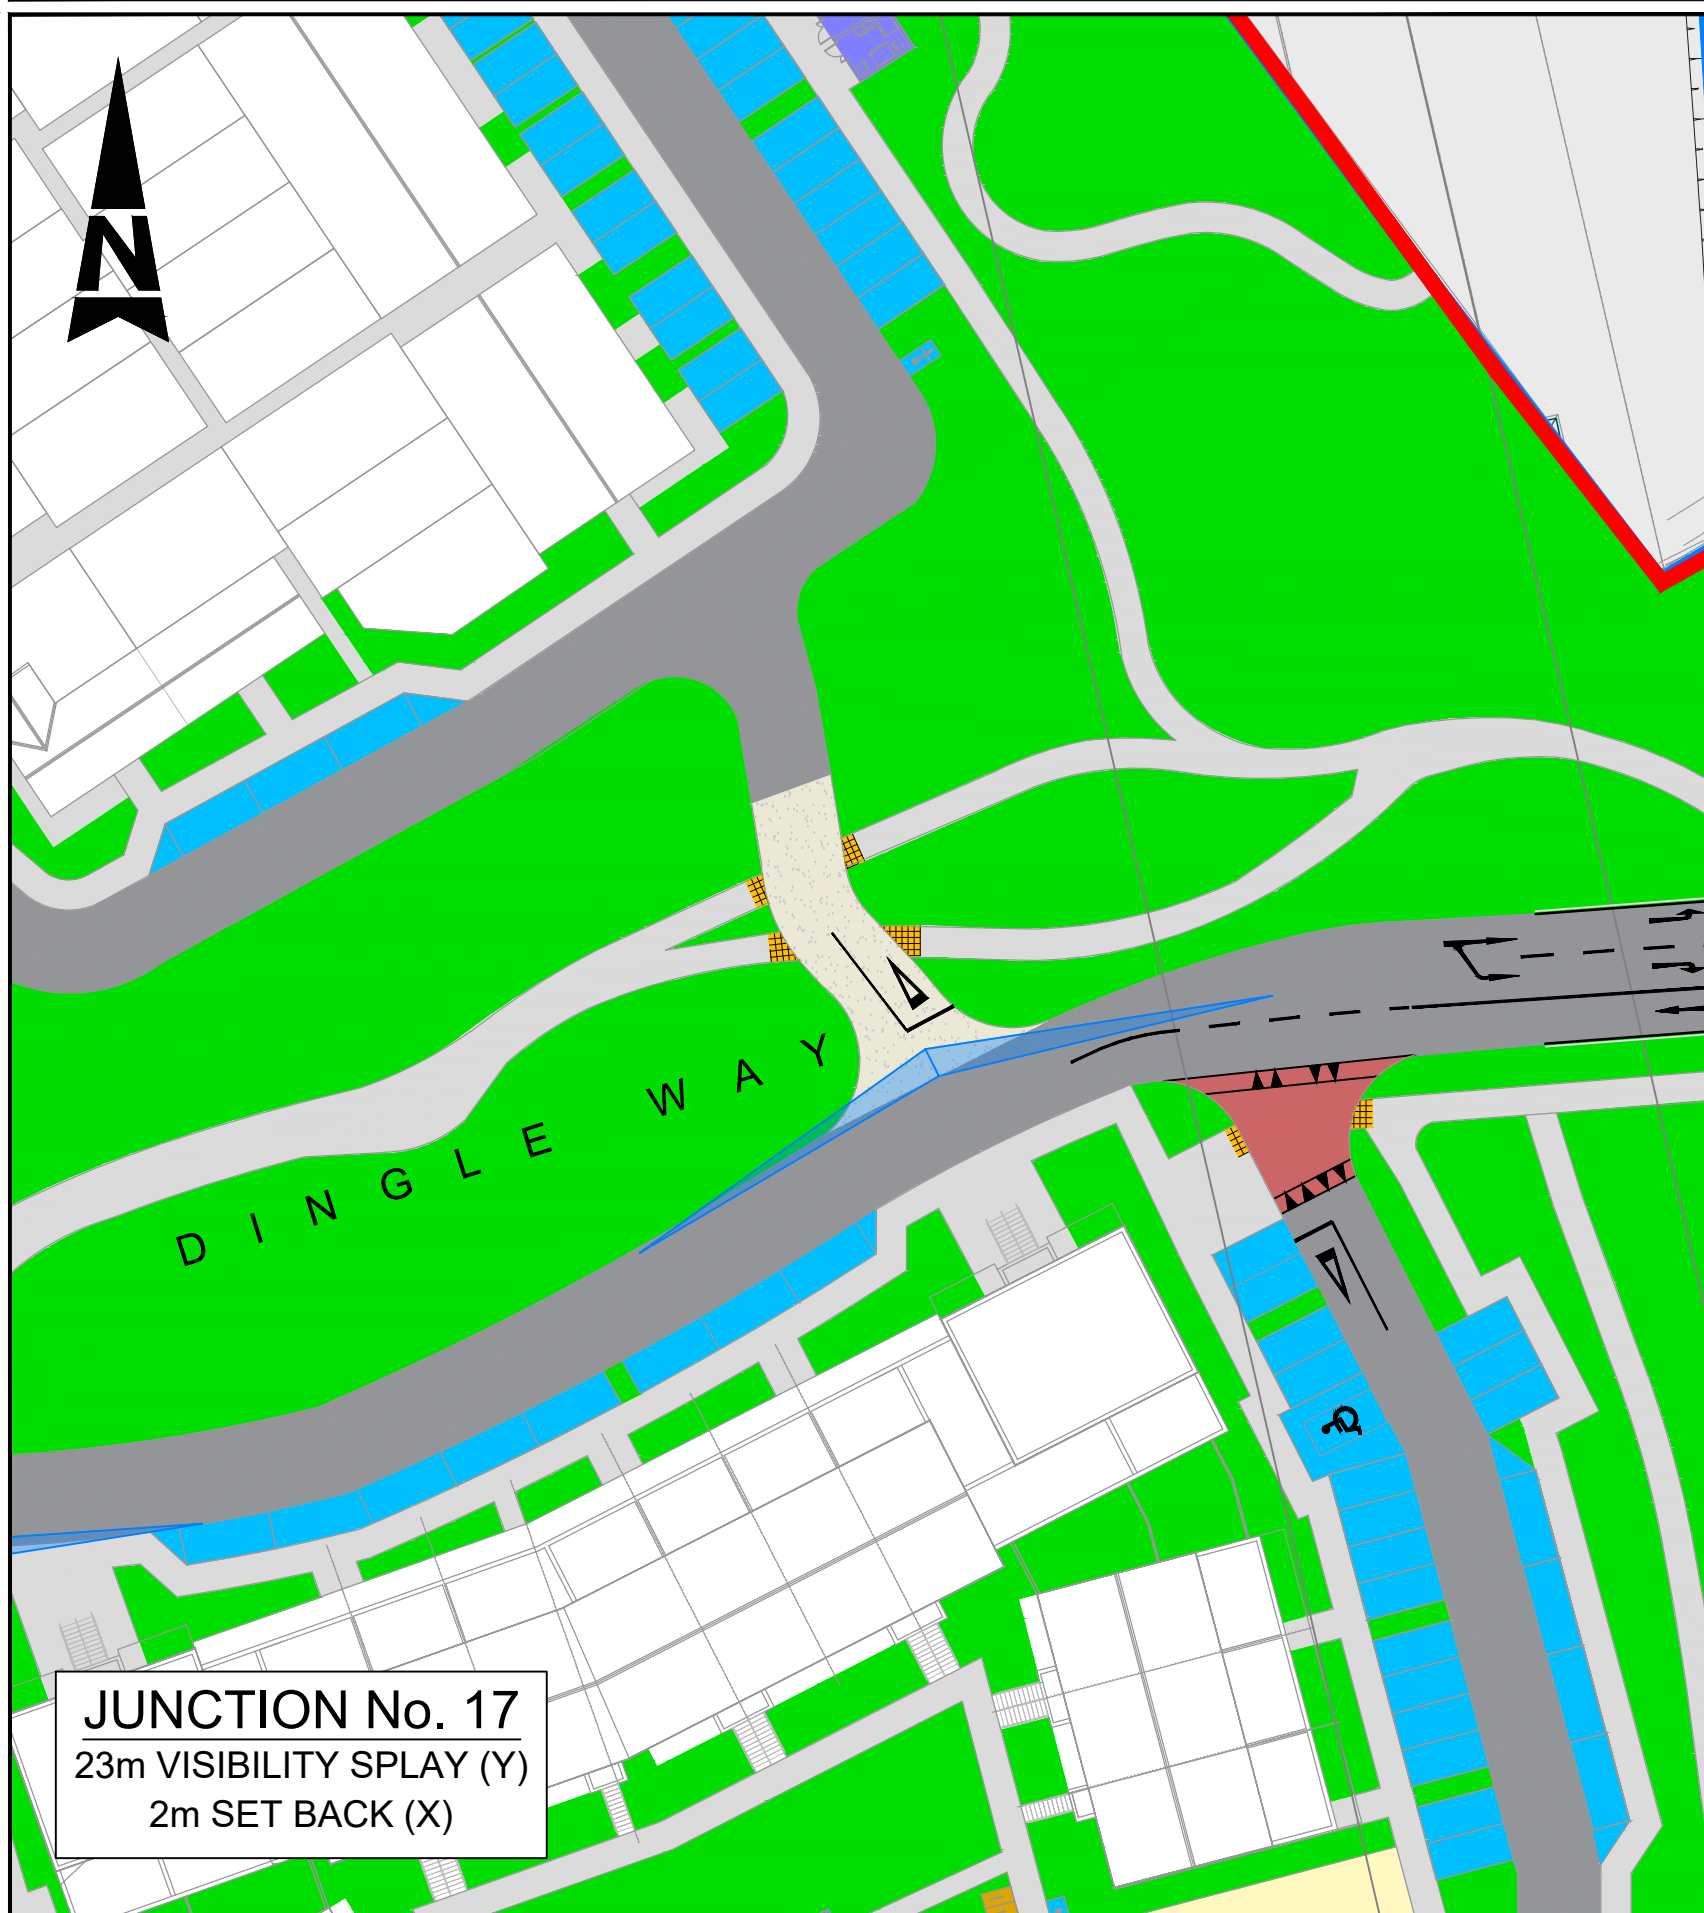 N
DINGLE WAY
JUNCTION No. 17
23m VISIBILITY SPLAY (Y)
2m SET BACK (X)